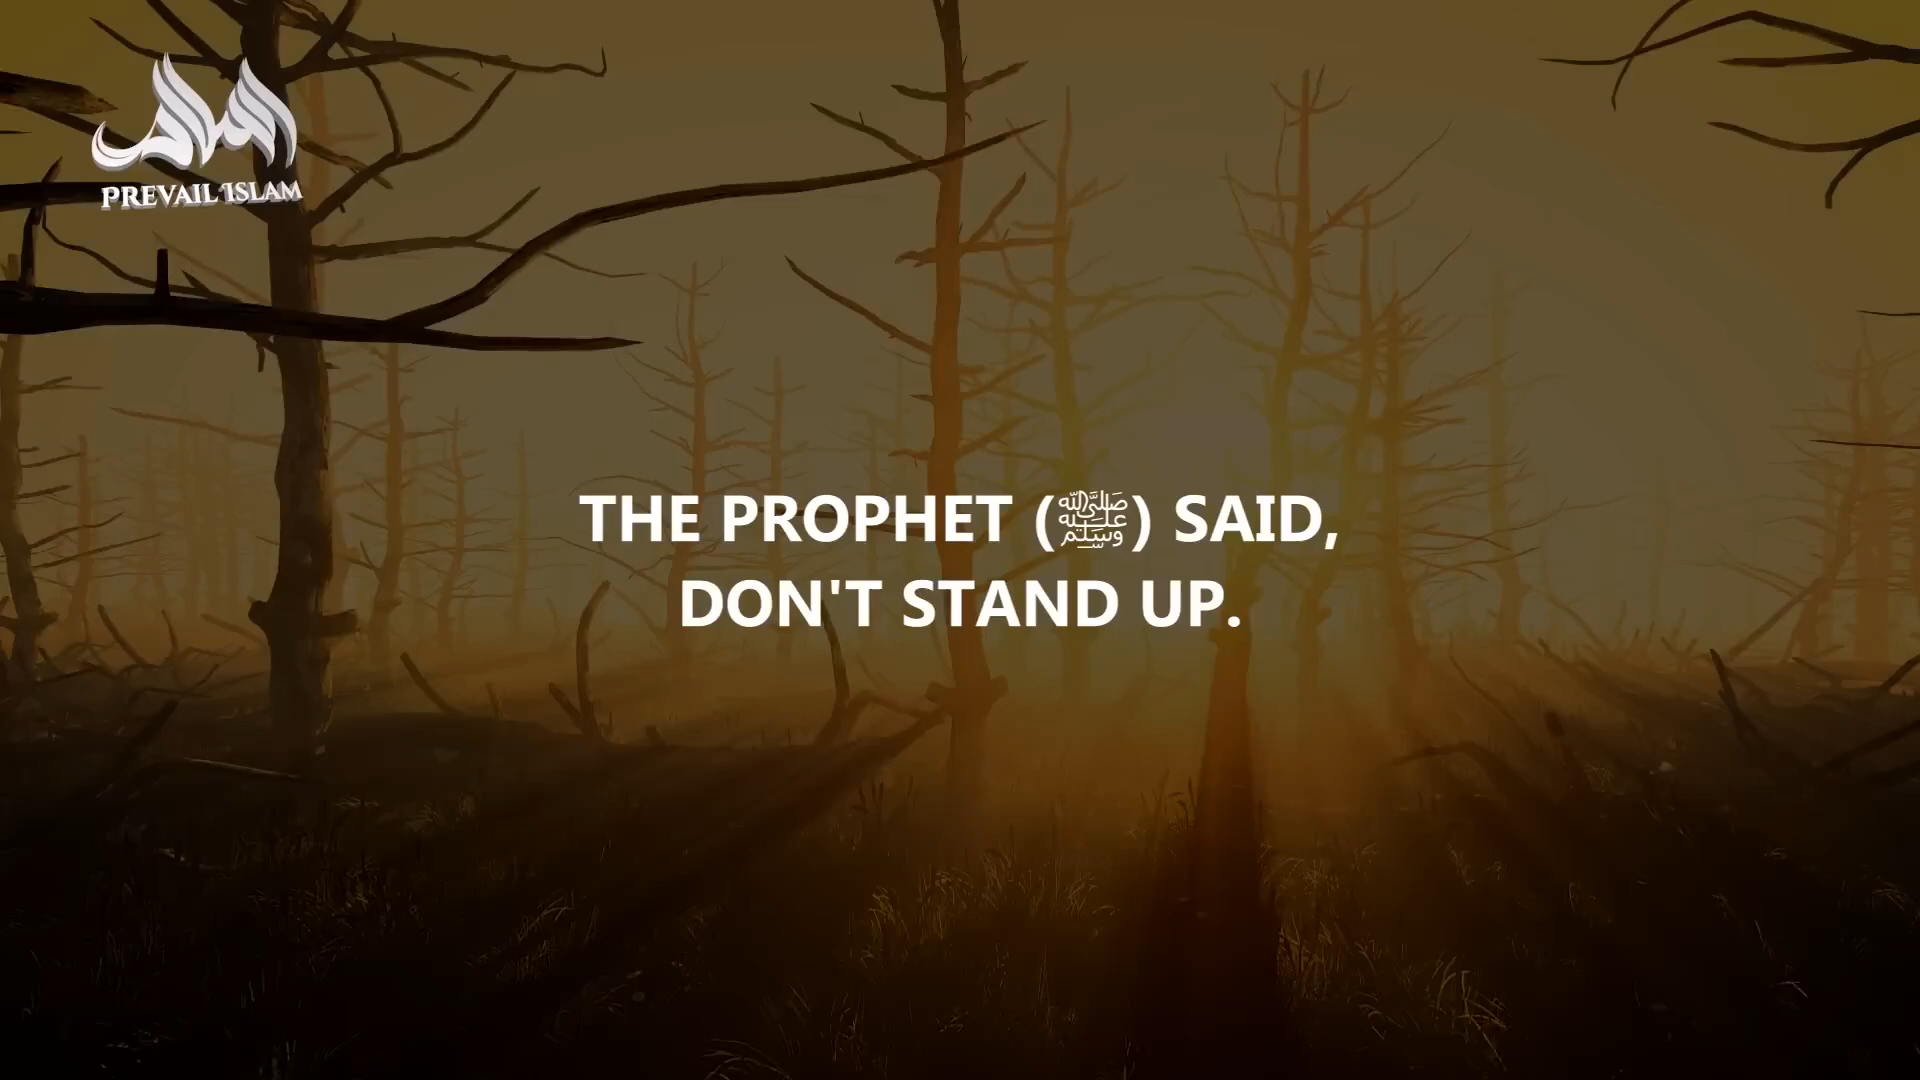 PREVAIL ISLAM
THE PROPHET (ﷺ) SAID,
DON'T STAND UP.